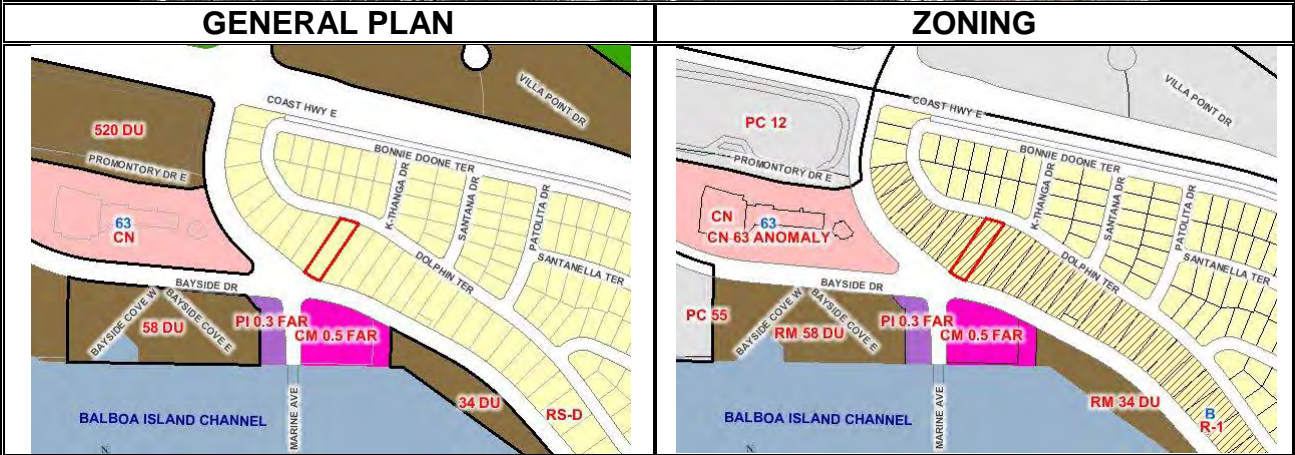 GENERAL PLAN
COAST HWY E
VILLA POINT DR
520 DU
PROMONTORY DR E
BONNIE DOONE TER
K-THANGA DR
SANTANA DR
PATOLITA DR
SANTANELLA TER
63
CN
DOLPHIN TER
BAYSIDE DR
BAYSIDE COVE W
BAYSIDE COVE E
58 DU
PI 0.3 FAR
CM 0.5 FAR
MARINE AVE
34 DU
RS-D
BALBOA ISLAND CHANNEL
N
ZONING
COAST HWY E
VILLA POINT DR
PC 12
PROMONTORY DR E
BONNIE DOONE TER
K-THANGA DR
SANTANA DR
PATOLITA DR
SANTANELLA TER
CN
63
CN 63 ANOMALY
DOLPHIN TER
BAYSIDE DR
PC 55
BAYSIDE COVE W
BAYSIDE COVE E
RM 58 DU
PI 0.3 FAR
CM 0.5 FAR
MARINE AVE
RM 34 DU
B
R-1
BALBOA ISLAND CHANNEL
N